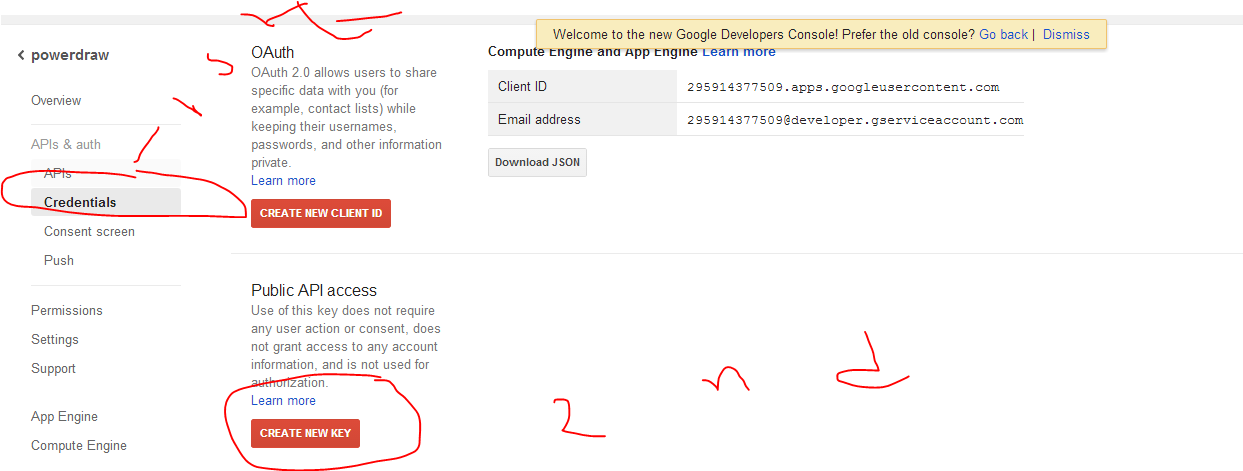 Welcome to the new Google Developers Console! Prefer the old console? Go back | Dismiss
powerdraw
Overview
APIs & auth
APIs
Credentials
Consent screen
Push
Permissions
Settings
Support
App Engine
Compute Engine
OAuth
OAuth 2.0 allows users to share
specific data with you (for
example, contact lists) while
keeping their usernames,
passwords, and other information
private.
Learn more
CREATE NEW CLIENT ID
Compute Engine and App Engine Learn more
Client ID 295914377509.apps.googleusercontent.com
Email address 295914377509@developer.gserviceaccount.com
Download JSON
Public API access
Use of this key does not require
any user action or consent, does
not grant access to any account
information, and is not used for
authorization.
Learn more
CREATE NEW KEY
2 n d